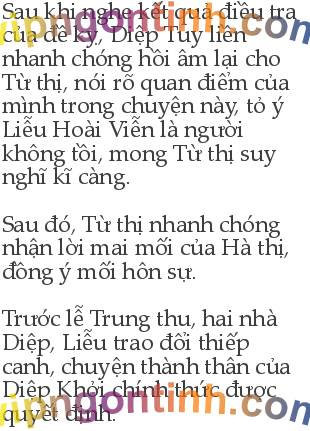 Sau khi nghe kết quả điều tra
của đề kỵ, Diệp Tùy liền
nhanh chóng hồi âm lại cho
Từ thị, nói rõ quan điểm của
mình trong chuyện này, tỏ ý
Liễu Hoài Viễn là người
không tồi, mong Từ thị suy
nghĩ kĩ càng.
Sau đó, Từ thị nhanh chóng
nhận lời mai mối của Hà thị,
đồng ý mối hôn sự.
Trước lễ Trung thu, hai nhà
Diệp, Liễu trao đổi thiếp
canh, chuyện thành thân của
Diệp Khởi chính thức được
quyết định.
vipngontinh.com
vipngontinh.com